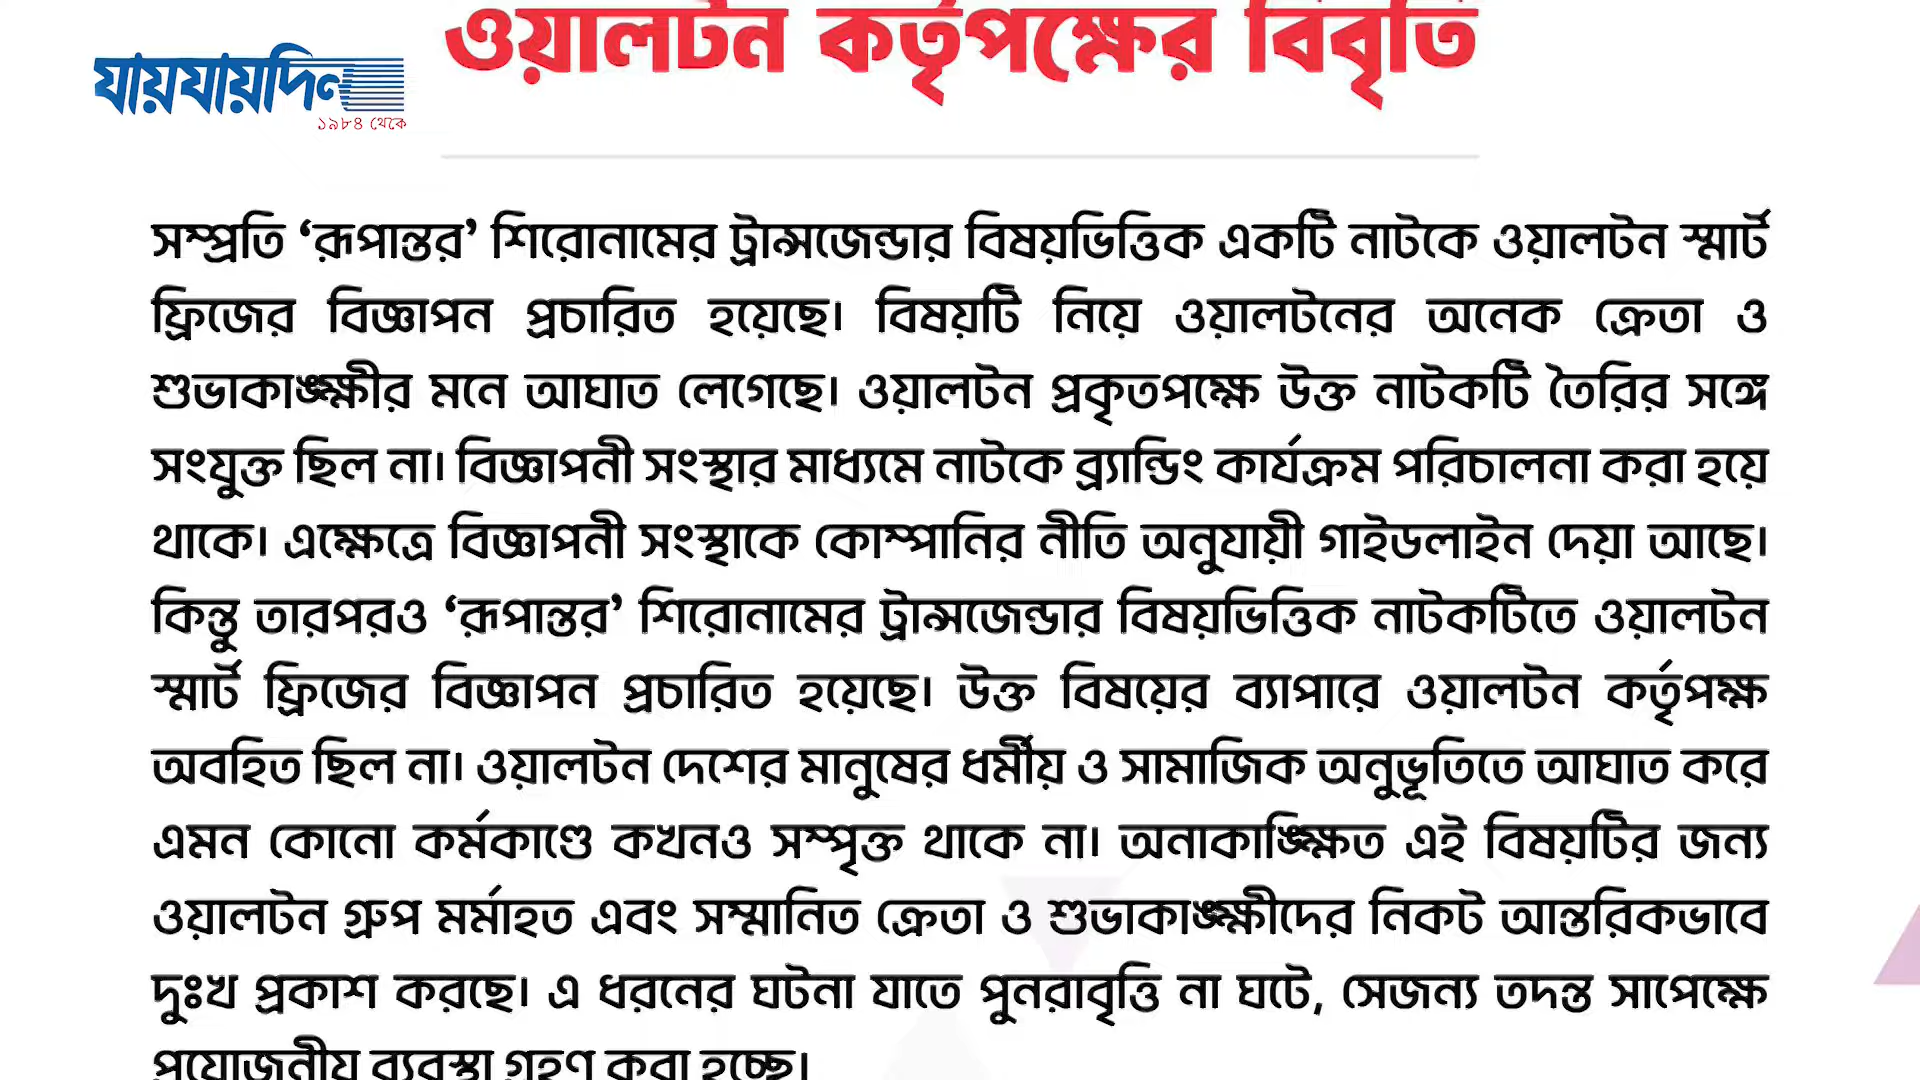 ওয়ালটন কর্তৃপক্ষের বিবৃতি
যায়যায়দিন
১৯৮৪ থেকে
সম্প্রতি ‘রূপান্তর’ শিরোনামের ট্রান্সজেন্ডার বিষয়ভিত্তিক একটি নাটকে ওয়ালটন স্মার্ট
ফ্রিজের বিজ্ঞাপন প্রচারিত হয়েছে। বিষয়টি নিয়ে ওয়ালটনের অনেক ক্রেতা ও
শুভাকাঙ্ক্ষীর মনে আঘাত লেগেছে। ওয়ালটন প্রকৃতপক্ষে উক্ত নাটকটি তৈরির সঙ্গে
সংযুক্ত ছিল না। বিজ্ঞাপনী সংস্থার মাধ্যমে নাটকে ব্র্যান্ডিং কার্যক্রম পরিচালনা করা হয়ে
থাকে। এক্ষেত্রে বিজ্ঞাপনী সংস্থাকে কোম্পানির নীতি অনুযায়ী গাইডলাইন দেয়া আছে।
কিন্তু তারপরও ‘রূপান্তর’ শিরোনামের ট্রান্সজেন্ডার বিষয়ভিত্তিক নাটকটিতে ওয়ালটন
স্মার্ট ফ্রিজের বিজ্ঞাপন প্রচারিত হয়েছে। উক্ত বিষয়ের ব্যাপারে ওয়ালটন কর্তৃপক্ষ
অবহিত ছিল না। ওয়ালটন দেশের মানুষের ধর্মীয় ও সামাজিক অনুভূতিতে আঘাত করে
এমন কোনো কর্মকাণ্ডে কখনও সম্পৃক্ত থাকে না। অনাকাঙ্ক্ষিত এই বিষয়টির জন্য
ওয়ালটন গ্রুপ মর্মাহত এবং সম্মানিত ক্রেতা ও শুভাকাঙ্ক্ষীদের নিকট আন্তরিকভাবে
দুঃখ প্রকাশ করছে। এ ধরনের ঘটনা যাতে পুনরাবৃত্তি না ঘটে, সেজন্য তদন্ত সাপেক্ষে
প্রয়োজনীয় ব্যবস্থা গ্রহণ করা হচ্ছে।